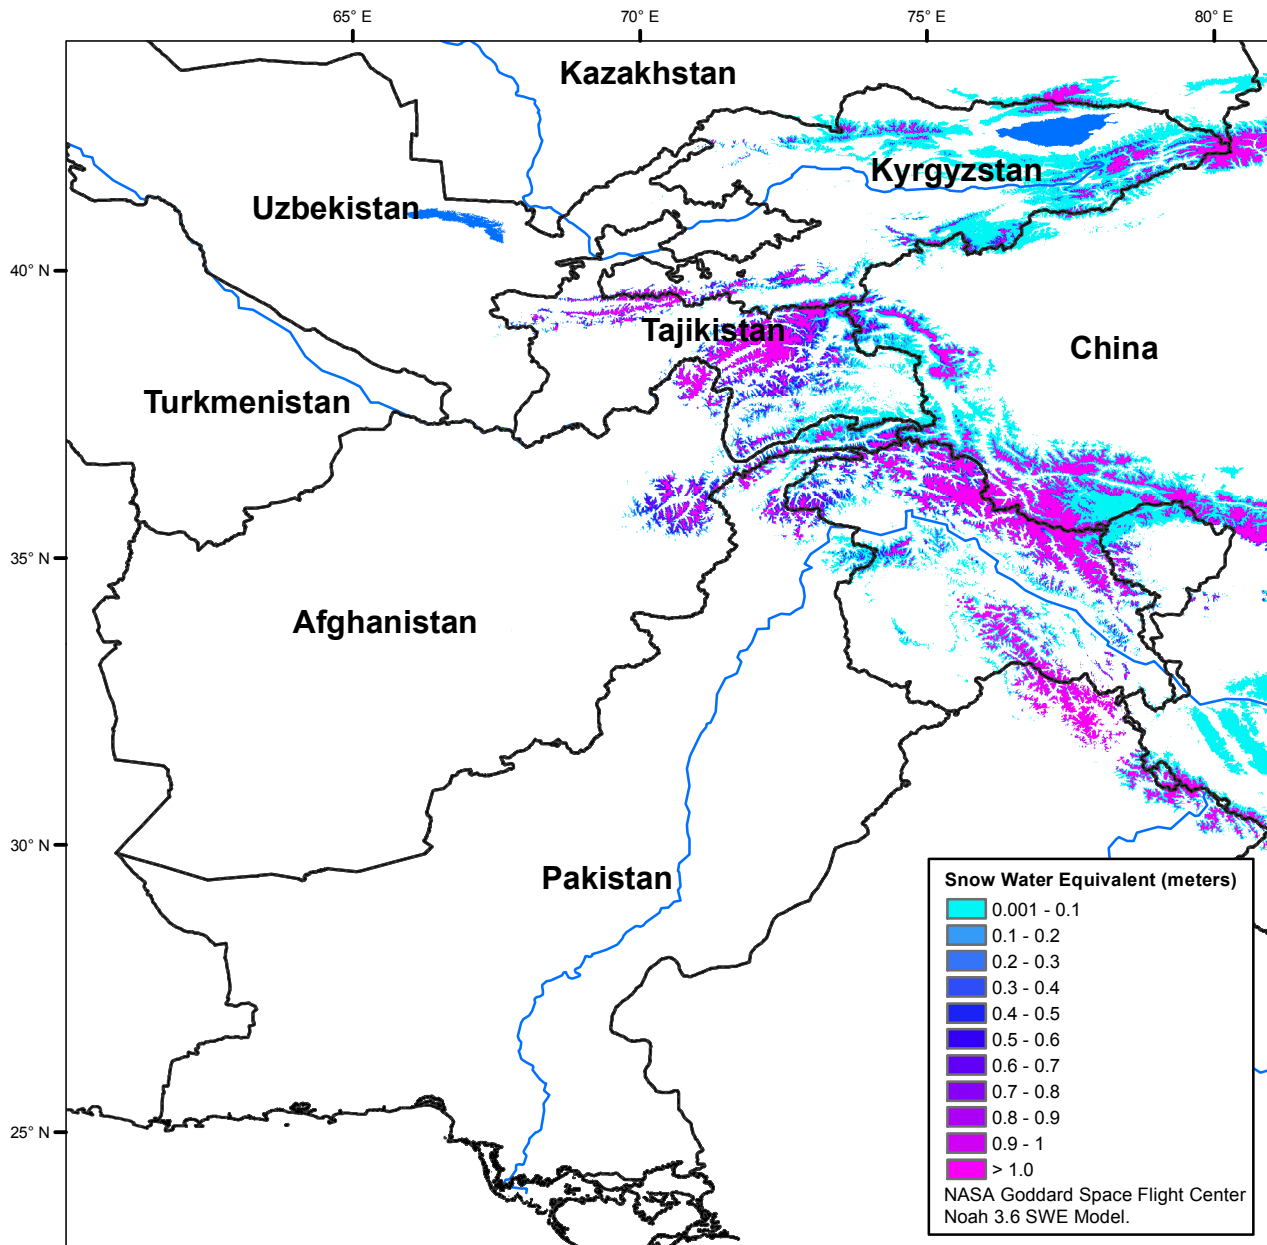 65° E
70° E
75° E
80° E
Kazakhstan
Kyrgyzstan
Uzbekistan
40° N
Tajikistan
China
Turkmenistan
35° N
Afghanistan
30° N
Pakistan
25° N
Snow Water Equivalent (meters)
0.001 - 0.1
0.1 - 0.2
0.2 - 0.3
0.3 - 0.4
0.4 - 0.5
0.5 - 0.6
0.6 - 0.7
0.7 - 0.8
0.8 - 0.9
0.9 - 1
> 1.0
NASA Goddard Space Flight Center
Noah 3.6 SWE Model.